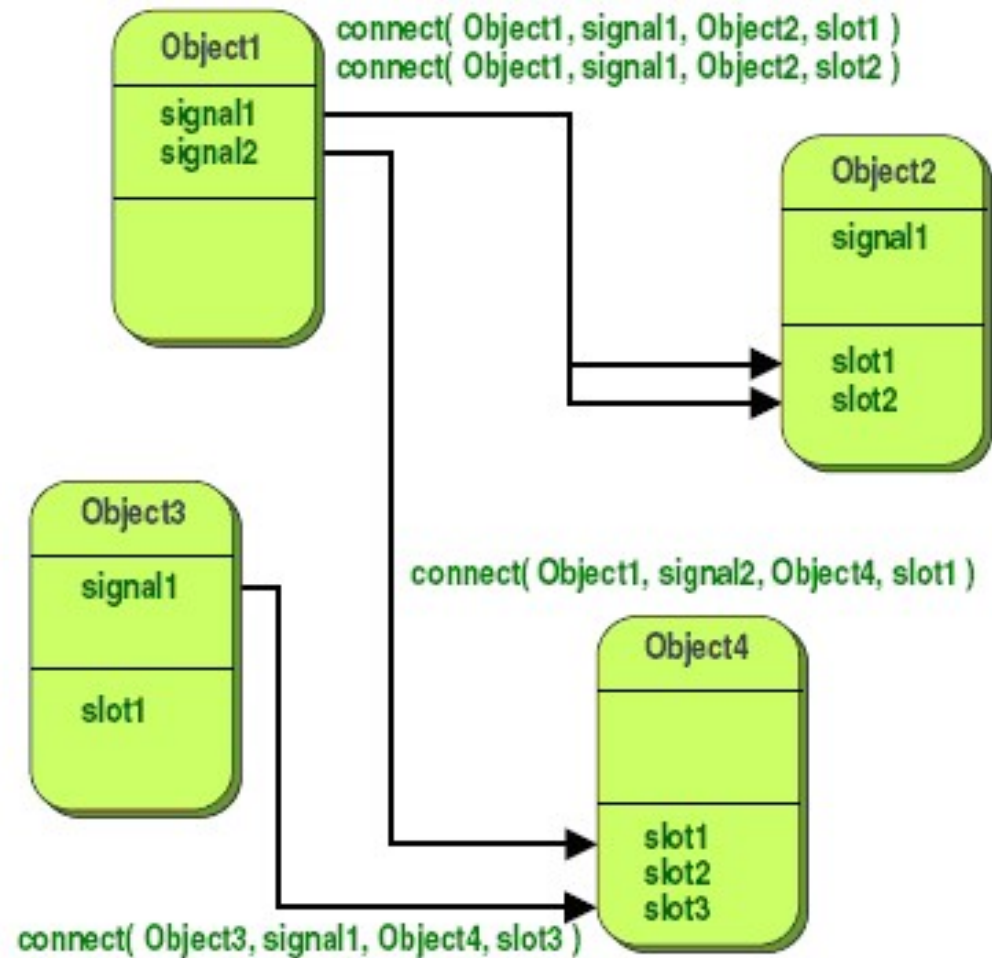 Object1
connect( Object1, signal1, Object2, slot1 )
connect( Object1, signal1, Object2, slot2 )
signal1
signal2
Object2
signal1
slot1
slot2
Object3
signal1
slot1
connect( Object1, signal2, Object4, slot1 )
Object4
slot1
slot2
slot3
connect( Object3, signal1, Object4, slot3 )